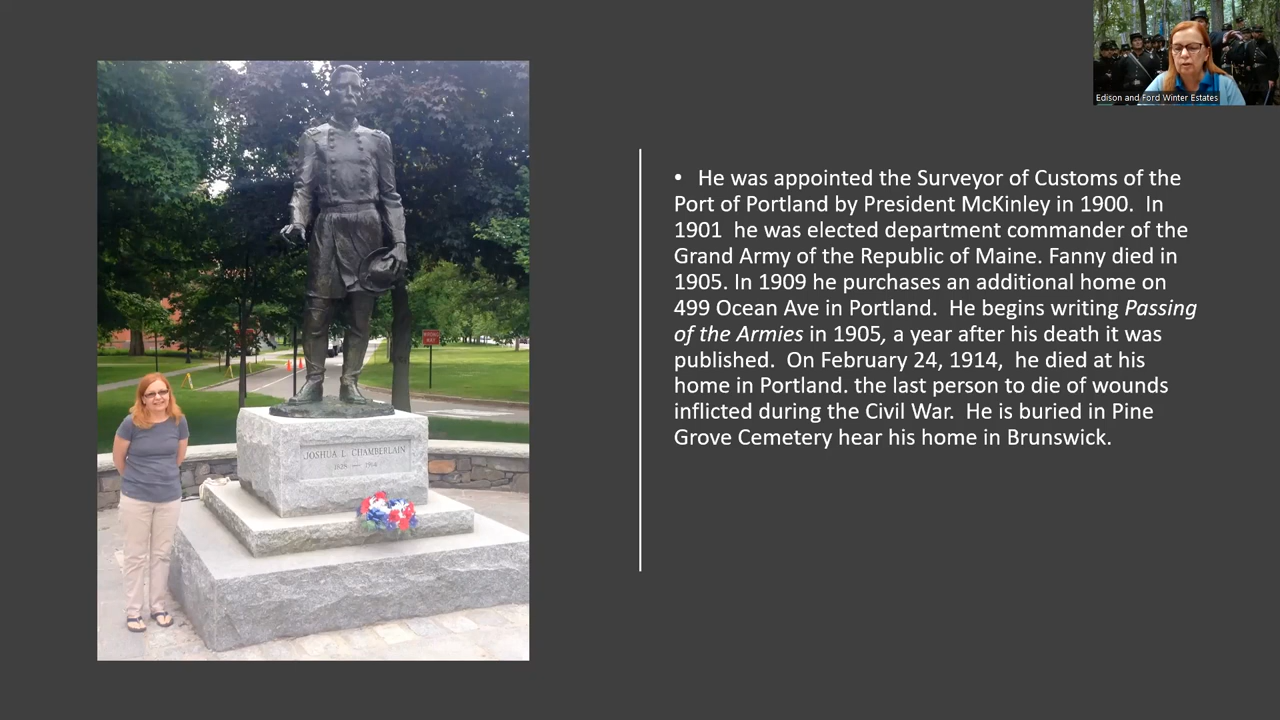 Edison and Ford Winter Estates
• He was appointed the Surveyor of Customs of the
Port of Portland by President McKinley in 1900. In
1901 he was elected department commander of the
Grand Army of the Republic of Maine. Fanny died in
1905. In 1909 he purchases an additional home on
499 Ocean Ave in Portland. He begins writing Passing
of the Armies in 1905, a year after his death it was
published. On February 24, 1914, he died at his
home in Portland. the last person to die of wounds
inflicted during the Civil War. He is buried in Pine
Grove Cemetery hear his home in Brunswick.
JOSHUA L. CHAMBERLAIN
1828 — 1914
WRONG
WAY